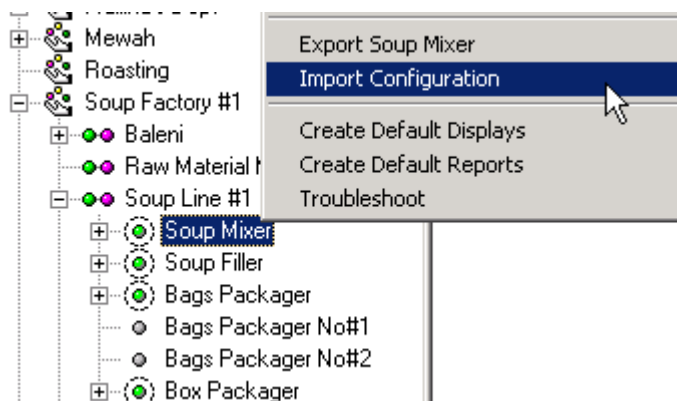 Mewah
Roasting
Soup Factory #1
Baleni
Raw Material
Soup Line #1
Soup Mixer
Soup Filler
Bags Packager
Bags Packager No#1
Bags Packager No#2
Box Packager
Export Soup Mixer
Import Configuration
Create Default Displays
Create Default Reports
Troubleshoot